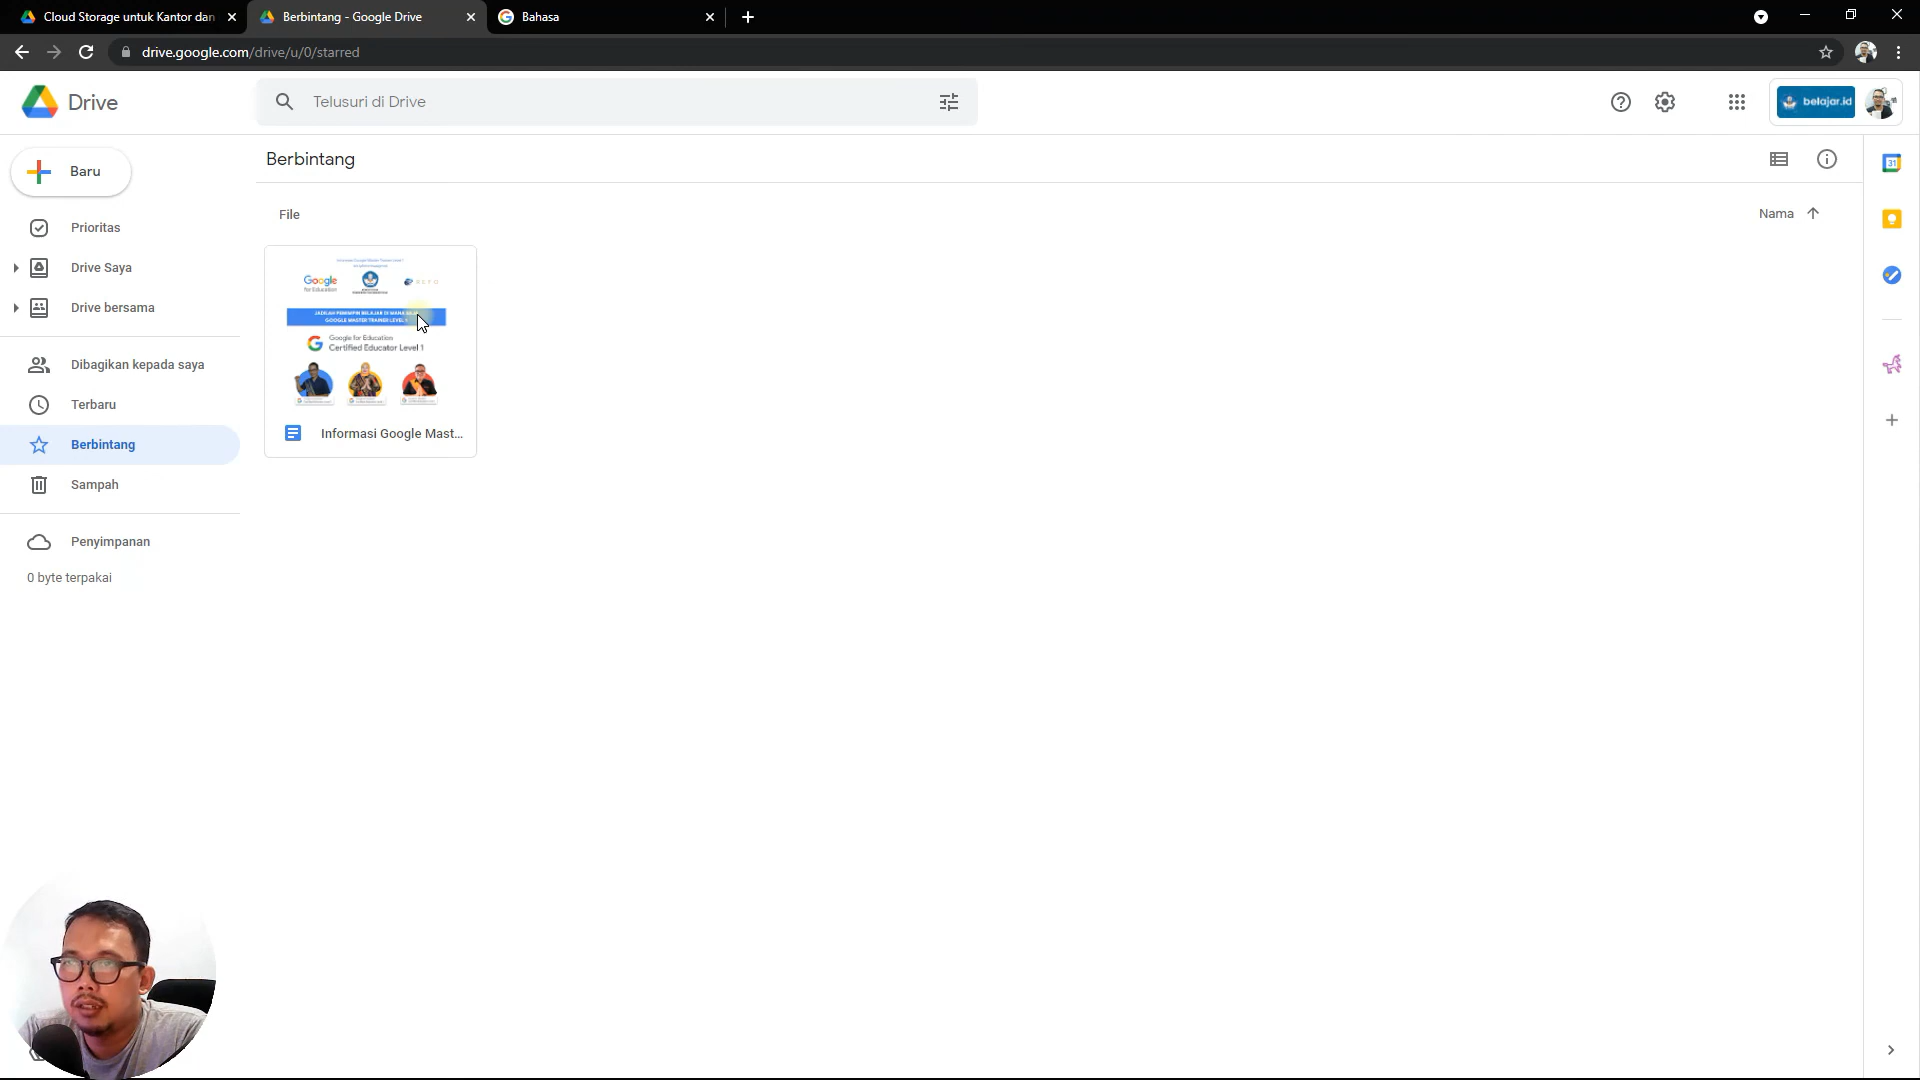 Cloud Storage untuk Kantor dan
Berbintang - Google Drive
Bahasa
drive.google.com/drive/u/0/starred
Drive
Telusuri di Drive
belajar.id
Baru
Berbintang
Prioritas
File
Nama
31
Drive Saya
Drive bersama
Google
for Education
Google for Education
Certified Educator Level 1
Dibagikan kepada saya
Terbaru
Informasi Google Mast...
Berbintang
Sampah
Penyimpanan
0 byte terpakai